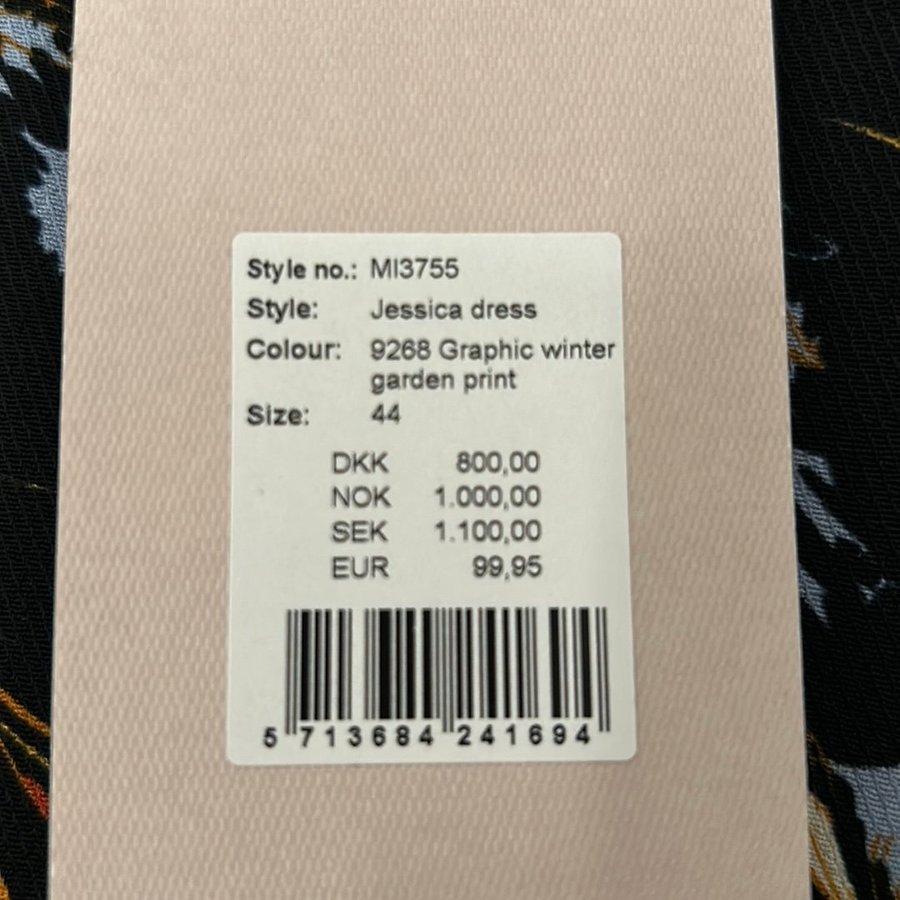 Style no.: MI3755
Style: Jessica dress
Colour: 9268 Graphic winter
garden print
Size: 44
DKK 800,00
NOK 1.000,00
SEK 1.100,00
EUR 99,95
5 713684 241694